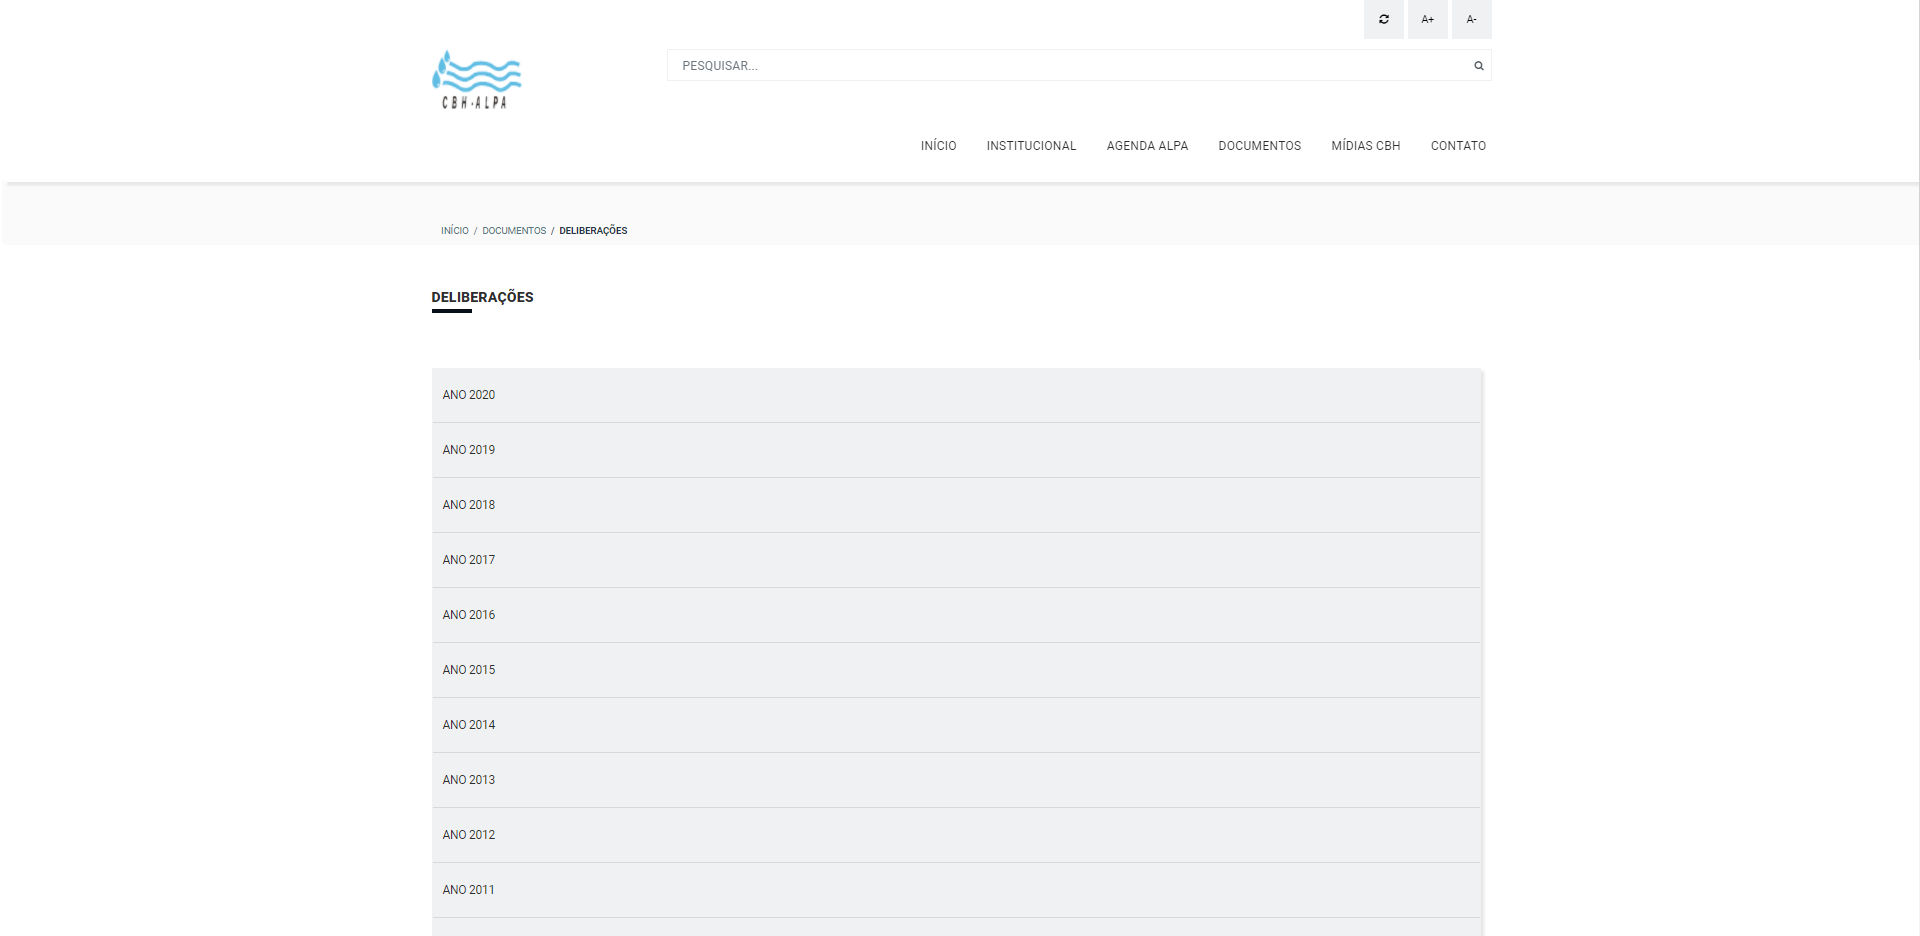 A+ A-
CBH-ALPA
PESQUISAR...
INÍCIO INSTITUCIONAL AGENDA ALPA DOCUMENTOS MÍDIAS CBH CONTATO
INÍCIO / DOCUMENTOS / DELIBERAÇÕES
DELIBERAÇÕES
ANO 2020
ANO 2019
ANO 2018
ANO 2017
ANO 2016
ANO 2015
ANO 2014
ANO 2013
ANO 2012
ANO 2011